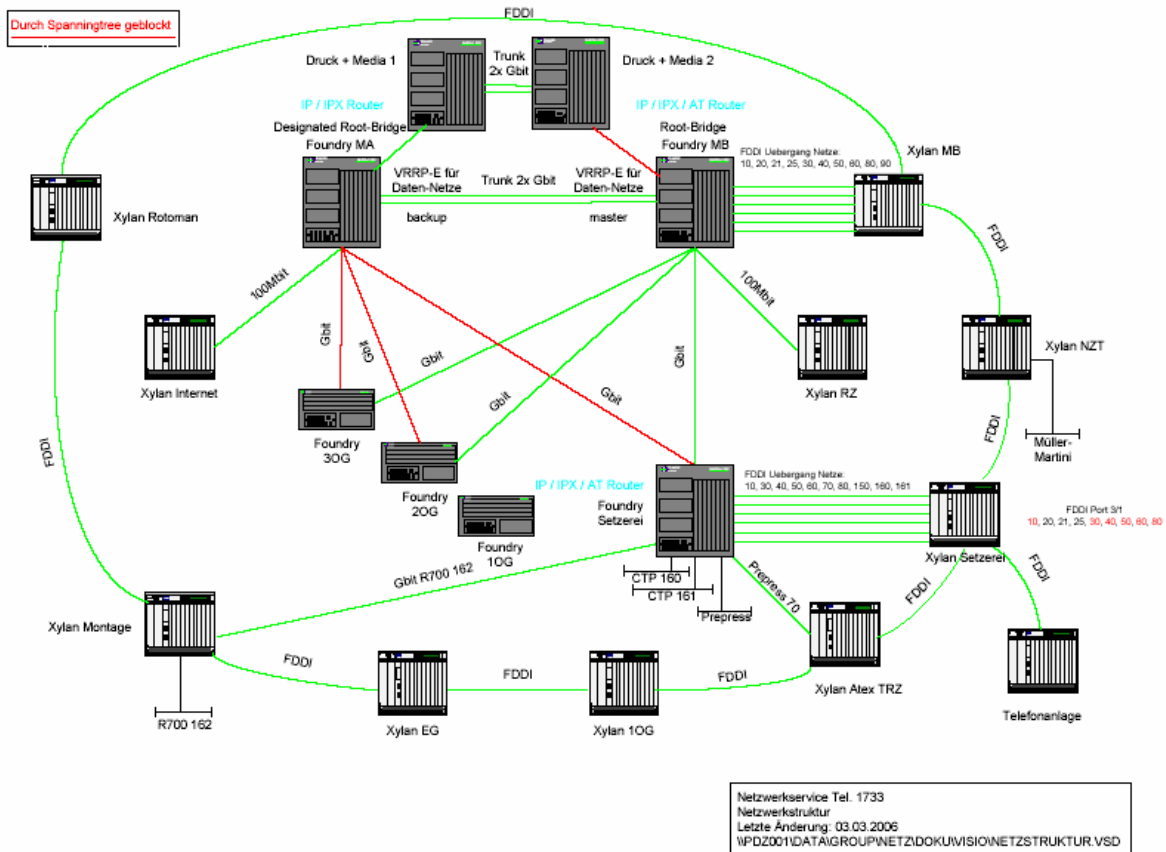 Durch Spanningtree geblockt
FDDI
Druck + Media 1
Trunk
2x Gbit
Druck + Media 2
IP / IPX Router
IP / IPX / AT Router
Designated Root-Bridge
Foundry MA
Root-Bridge
Foundry MB
FDDI Uebergang Netze:
10, 20, 21, 25, 30, 40, 50, 60, 80, 90
Xylan MB
VRRP-E für
Daten-Netze
backup
Trunk 2x Gbit
VRRP-E für
Daten-Netze
master
Xylan Rotoman
FDDI
100Mbit
100Mbit
Gbit
Gbit
Gbit
Gbit
Gbit
Gbit
Xylan Internet
Xylan RZ
Xylan NZT
Müller-
Martini
FDDI
FDDI
Foundry
3OG
Foundry
2OG
Foundry
1OG
IP / IPX / AT Router
Foundry
Setzerei
FDDI Uebergang Netze:
10, 30, 40, 50, 60, 70, 80, 150, 160, 161
FDDI Port 3/1
10, 20, 21, 25, 30, 40, 50, 60, 80
Xylan Setzerei
Gbit R700 162
CTP 160
CTP 161
Prepress
Prepress 70
FDDI
FDDI
Xylan Montage
R700 162
FDDI
Xylan EG
FDDI
Xylan 1OG
FDDI
Xylan Atex TRZ
Telefonanlage
Netzwerkservice Tel. 1733
Netzwerkstruktur
Letzte Änderung: 03.03.2006
\\PDZ001\DATA\GROUP\NETZ\DOKU\VISIO\NETZSTRUKTUR.VSD